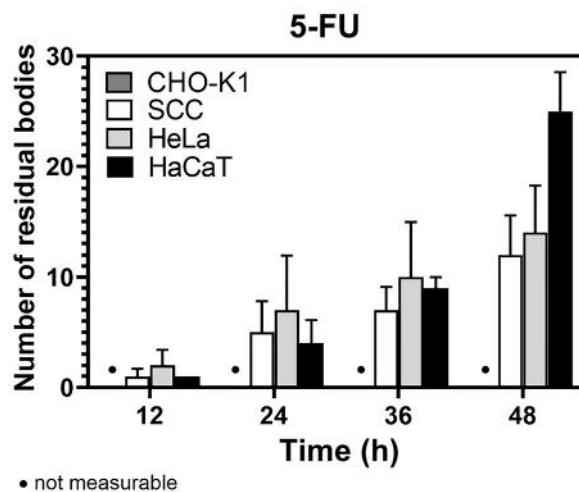 5-FU
30
20
10
0
Number of residual bodies
CHO-K1
SCC
HeLa
HaCaT
12 24 36 48
Time (h)
• not measurable